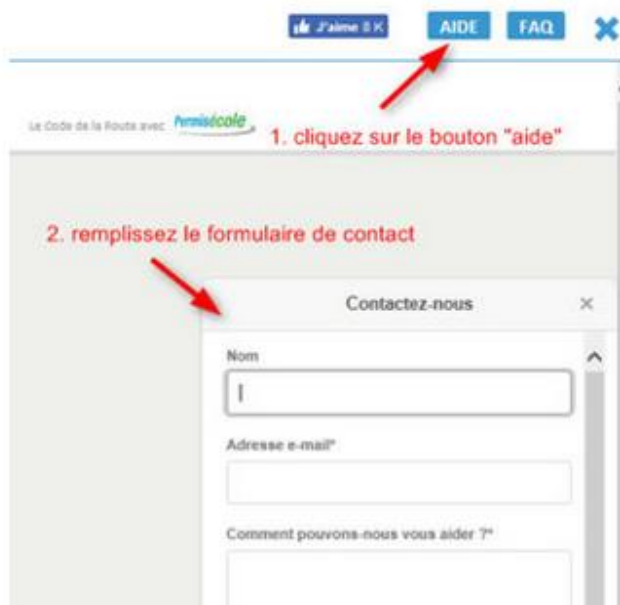 J'aime 8 K
AIDE
FAQ
Le Code de la Route avec Permisécole
1. cliquez sur le bouton "aide"
2. remplissez le formulaire de contact
Contactez-nous
Nom
Adresse e-mail*
Comment pouvons-nous vous aider ?*